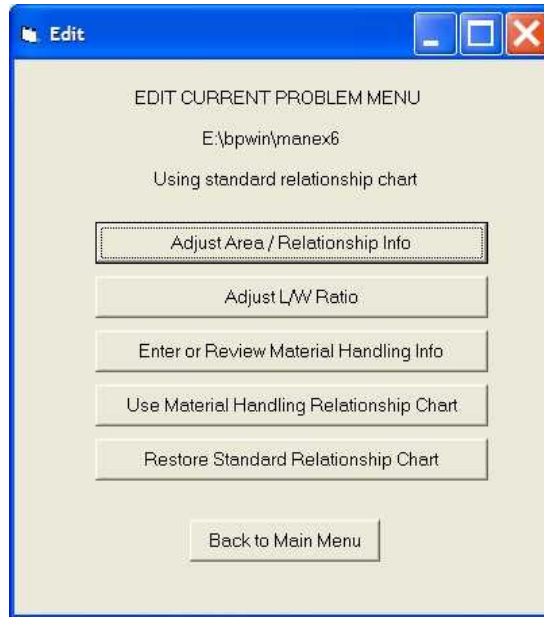 Edit
EDIT CURRENT PROBLEM MENU
E:\bpwin\manex6
Using standard relationship chart
Adjust Area / Relationship Info
Adjust L/W Ratio
Enter or Review Material Handling Info
Use Material Handling Relationship Chart
Restore Standard Relationship Chart
Back to Main Menu